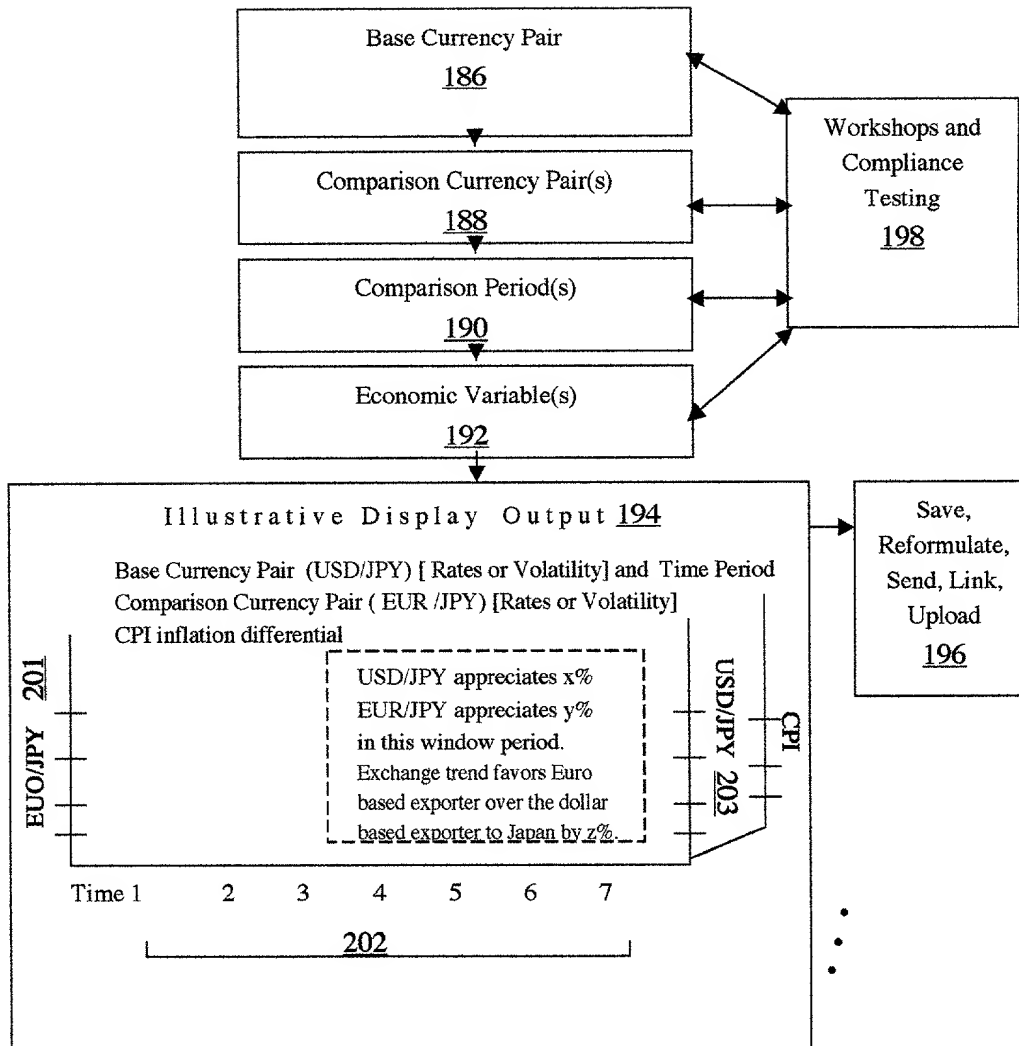 Base Currency Pair
186
Workshops and
Compliance
Testing
198
Comparison Currency Pair(s)
188
Comparison Period(s)
190
Economic Variable(s)
192
Illustrative Display Output 194
Base Currency Pair (USD/JPY) [ Rates or Volatility] and Time Period
Comparison Currency Pair ( EUR /JPY) [Rates or Volatility]
CPI inflation differential
Save,
Reformulate,
Send, Link,
Upload
196
EUO/JPY 201
USD/JPY appreciates x%
EUR/JPY appreciates y%
in this window period.
Exchange trend favors Euro
based exporter over the dollar
based exporter to Japan by z%.
USD/JPY 203
CPI
Time 1 2 3 4 5 6 7
202